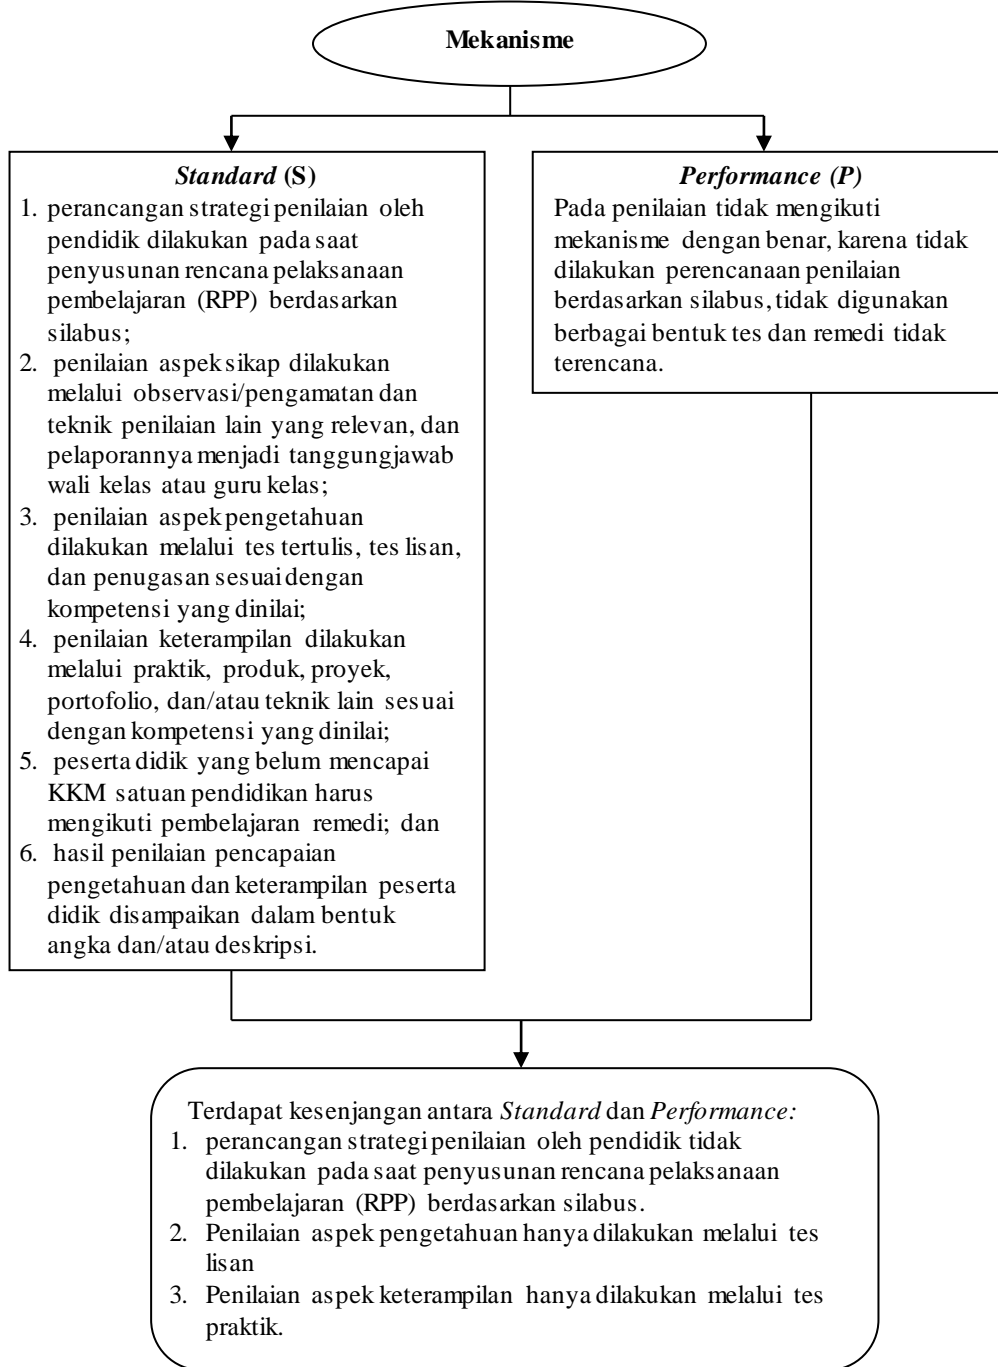 Mekanisme
Standard (S)
1. perancangan strategi penilaian oleh
pendidik dilakukan pada saat
penyusunan rencana pelaksanaan
pembelajaran (RPP) berdasarkan
silabus;
2. penilaian aspek sikap dilakukan
melalui observasi/pengamatan dan
teknik penilaian lain yang relevan, dan
pelaporannya menjadi tanggungjawab
wali kelas atau guru kelas;
3. penilaian aspek pengetahuan
dilakukan melalui tes tertulis, tes lisan,
dan penugasan sesuai dengan
kompetensi yang dinilai;
4. penilaian keterampilan dilakukan
melalui praktik, produk, proyek,
portofolio, dan/atau teknik lain sesuai
dengan kompetensi yang dinilai;
5. peserta didik yang belum mencapai
KKM satuan pendidikan harus
mengikuti pembelajaran remedi; dan
6. hasil penilaian pencapaian
pengetahuan dan keterampilan peserta
didik disampaikan dalam bentuk
angka dan/atau deskripsi.
Performance (P)
Pada penilaian tidak mengikuti
mekanisme dengan benar, karena tidak
dilakukan perencanaan penilaian
berdasarkan silabus, tidak digunakan
berbagai bentuk tes dan remedi tidak
terencana.
Terdapat kesenjangan antara Standard dan Performance:
1. perancangan strategi penilaian oleh pendidik tidak
dilakukan pada saat penyusunan rencana pelaksanaan
pembelajaran (RPP) berdasarkan silabus.
2. Penilaian aspek pengetahuan hanya dilakukan melalui tes
lisan
3. Penilaian aspek keterampilan hanya dilakukan melalui tes
praktik.